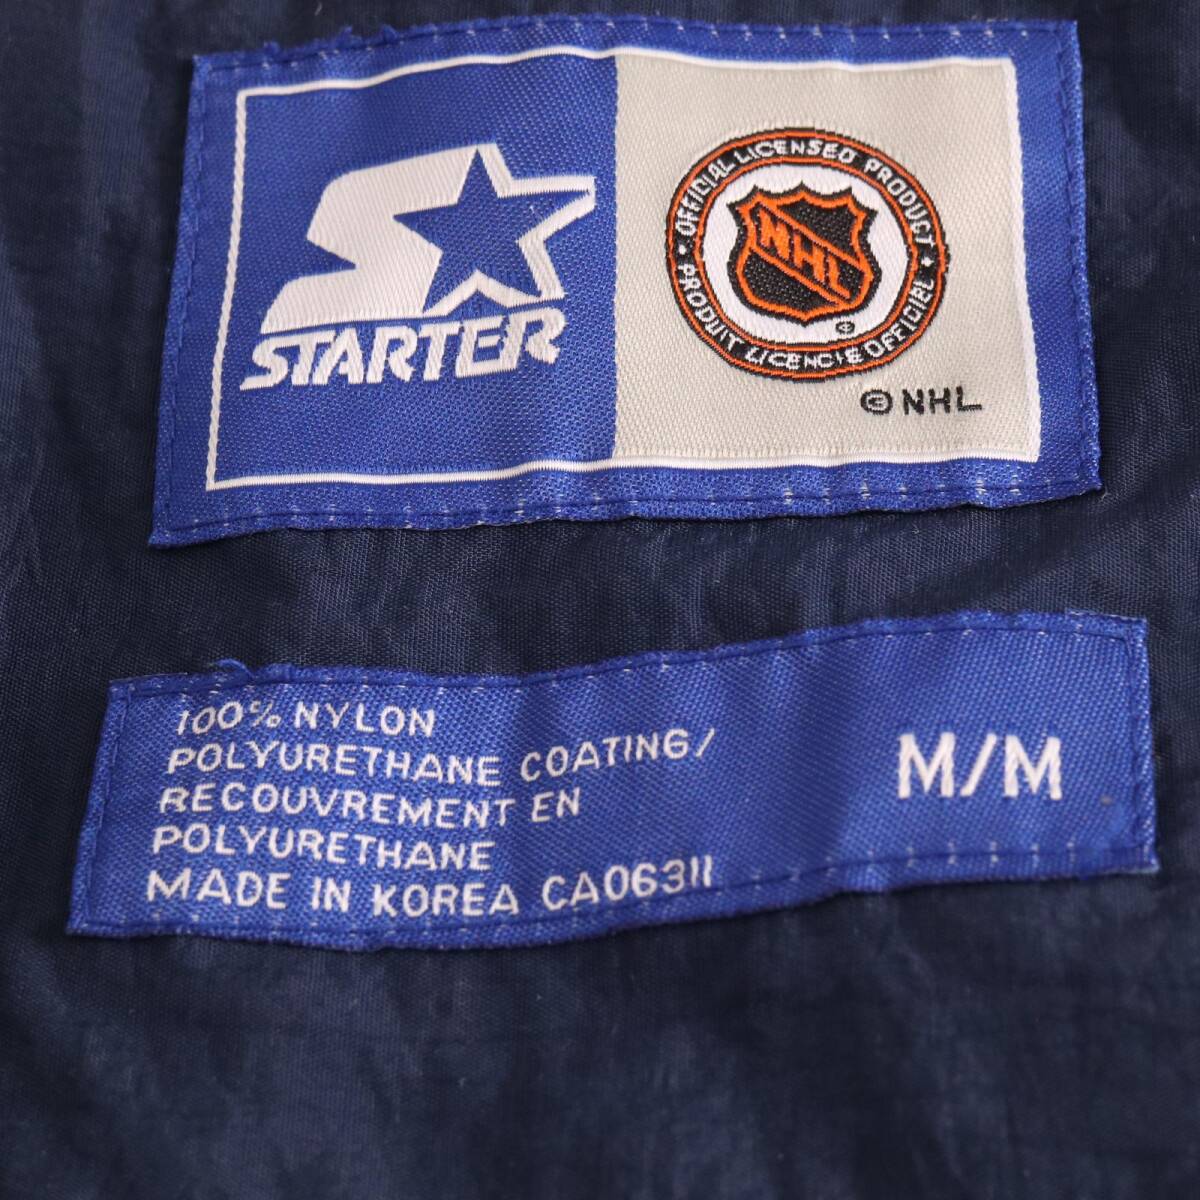 STARTER
OFFICIAL LICENSED PRODUCT
PRODUIT LICENCIE OFFICIEL
NHL
©
© NHL
100% NYLON
POLYURETHANE COATING/
RECOUVREMENT EN
POLYURETHANE
MADE IN KOREA CA06311
M/M